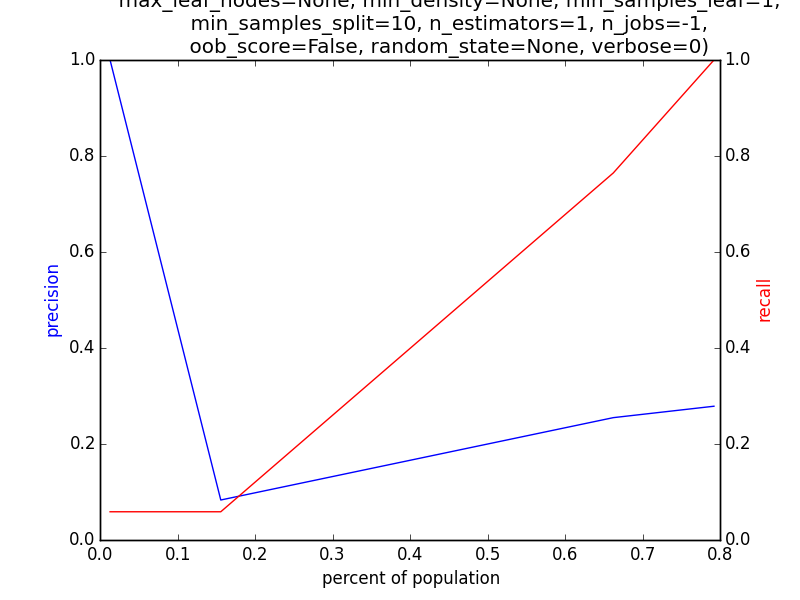 max_leaf_nodes=None, min_density=None, min_samples_leaf=1,
min_samples_split=10, n_estimators=1, n_jobs=-1,
oob_score=False, random_state=None, verbose=0)
1.0
0.8
0.6
0.4
0.2
0.0
precision
1.0
0.8
0.6
0.4
0.2
0.0
recall
0.0 0.1 0.2 0.3 0.4 0.5 0.6 0.7 0.8
percent of population